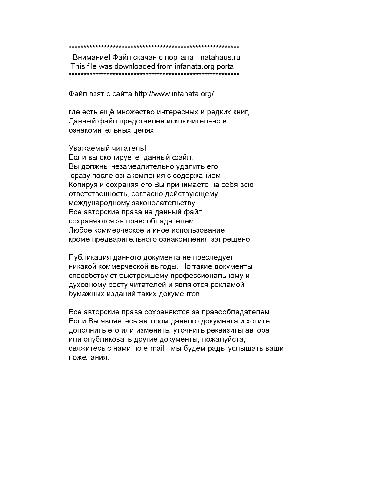 ************************************************************
Внимание! Файл скачан с портала
This file was downloaded from infanata.org portal
************************************************************
Файл взят с сайта http://www.infanata.org/
где есть ещё множество интересных и редких книг,
Данный файл представлен исключительно в
ознакомительных целях
Уважаемый читатель!
Если вы скопируете данный файл,
Вы должны незамедлительно удалить его
сразу после ознакомления с содержанием
Копируя и сохраняя его Вы принимаете на себя всю
ответственность, согласно действующему
международному законодательству
Все авторские права на данный файл
сохраняются за правообладателем
Любое коммерческое и иное использование
кроме предварительного ознакомления запрещено
Публикация данного документа не преследует
никакой коммерческой выгоды. Но такие документы
способствуют быстрейшему профессиональному и
духовному росту читателей и являются рекламой
бумажных изданий таких документов
Все авторские права сохраняются за правообладателем
Если Вы являетесь автором данного документа и хотите
дополнить его или изменить, уточнить реквизиты автора
или опубликовать другие документы, пожалуйста,
свяжитесь с нами по e-mail - мы будем рады услышать ваши
пожелания.